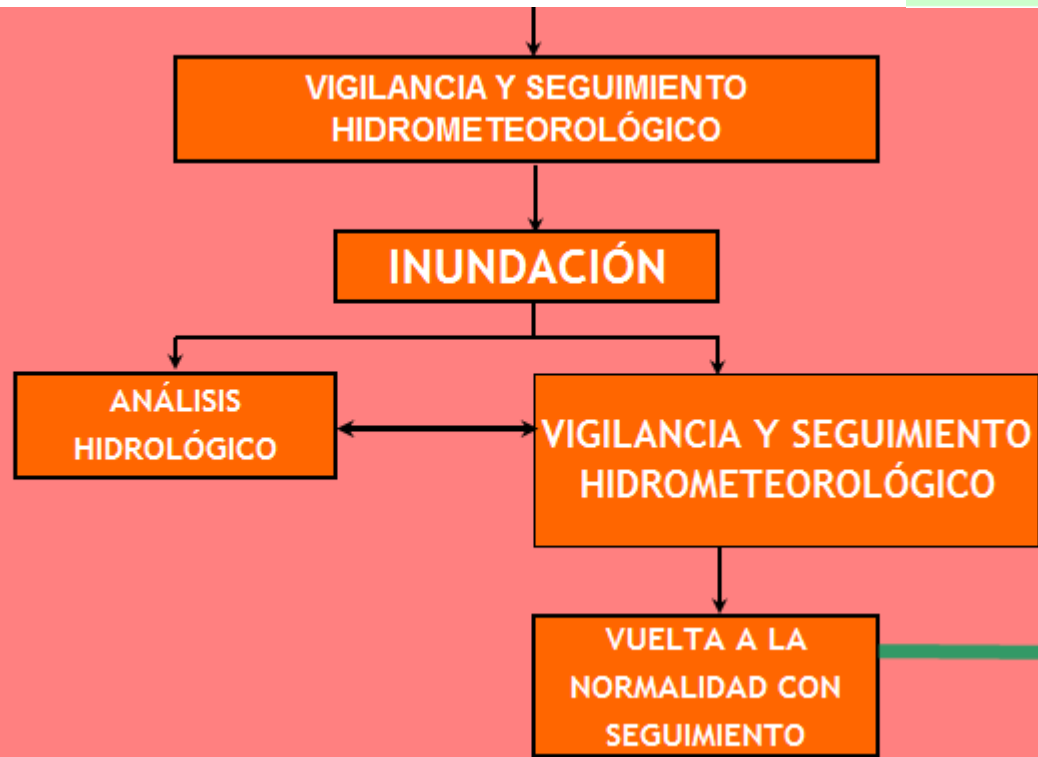 VIGILANCIA Y SEGUIMIENTO
HIDROMETEOROLÓGICO
INUNDACIÓN
ANÁLISIS
HIDROLÓGICO
VIGILANCIA Y SEGUIMIENTO
HIDROMETEOROLÓGICO
VUELTA A LA
NORMALIDAD CON
SEGUIMIENTO